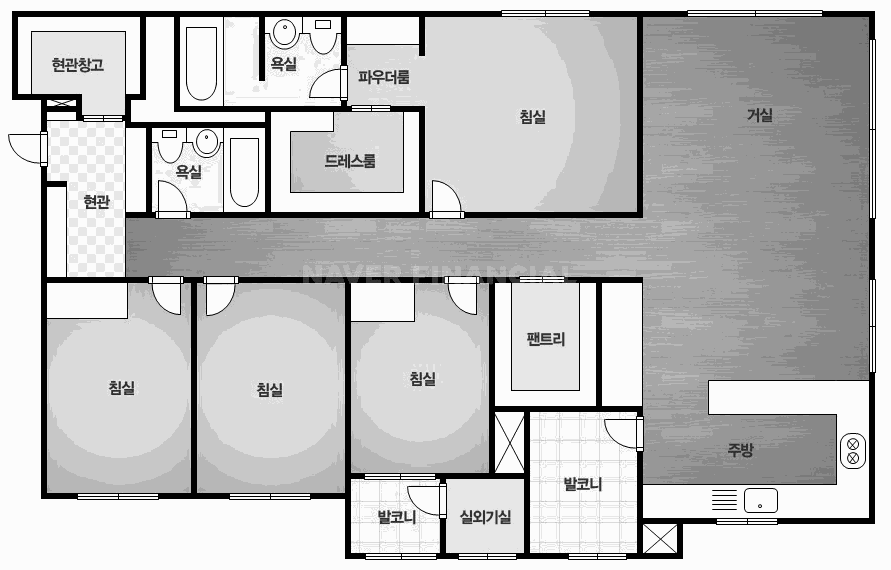 현관창고
욕실
파우더룸
침실
거실
드레스룸
욕실
현관
NAVER FINANCIAL
팬트리
침실
침실
침실
주방
발코니
발코니
실외기실